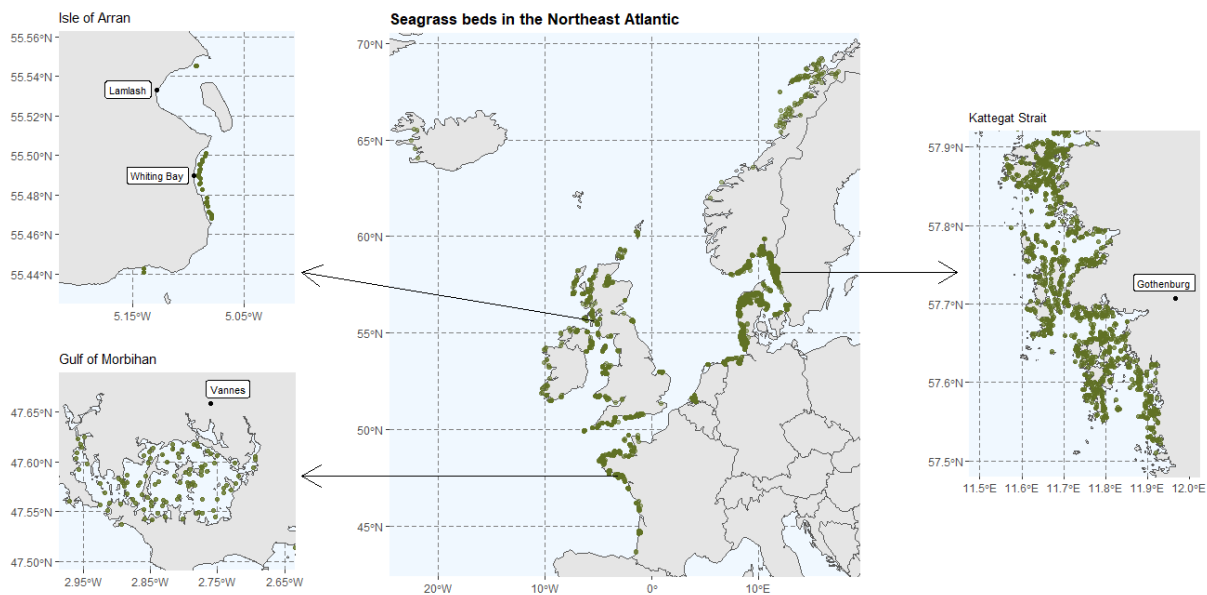 Isle of Arran
55.56°N
55.54°N
55.52°N
55.50°N
55.48°N
55.46°N
55.44°N
Lamlash
Whiting Bay
5.15°W
5.05°W
Gulf of Morbihan
47.65°N
47.60°N
47.55°N
47.50°N
Vannes
2.95°W
2.85°W
2.75°W
2.65°W
Seagrass beds in the Northeast Atlantic
70°N
65°N
60°N
55°N
50°N
45°N
20°W
10°W
0°
10°E
Kattegat Strait
57.9°N
57.8°N
57.7°N
57.6°N
57.5°N
Gothenburg
11.5°E
11.6°E
11.7°E
11.8°E
11.9°E
12.0°E